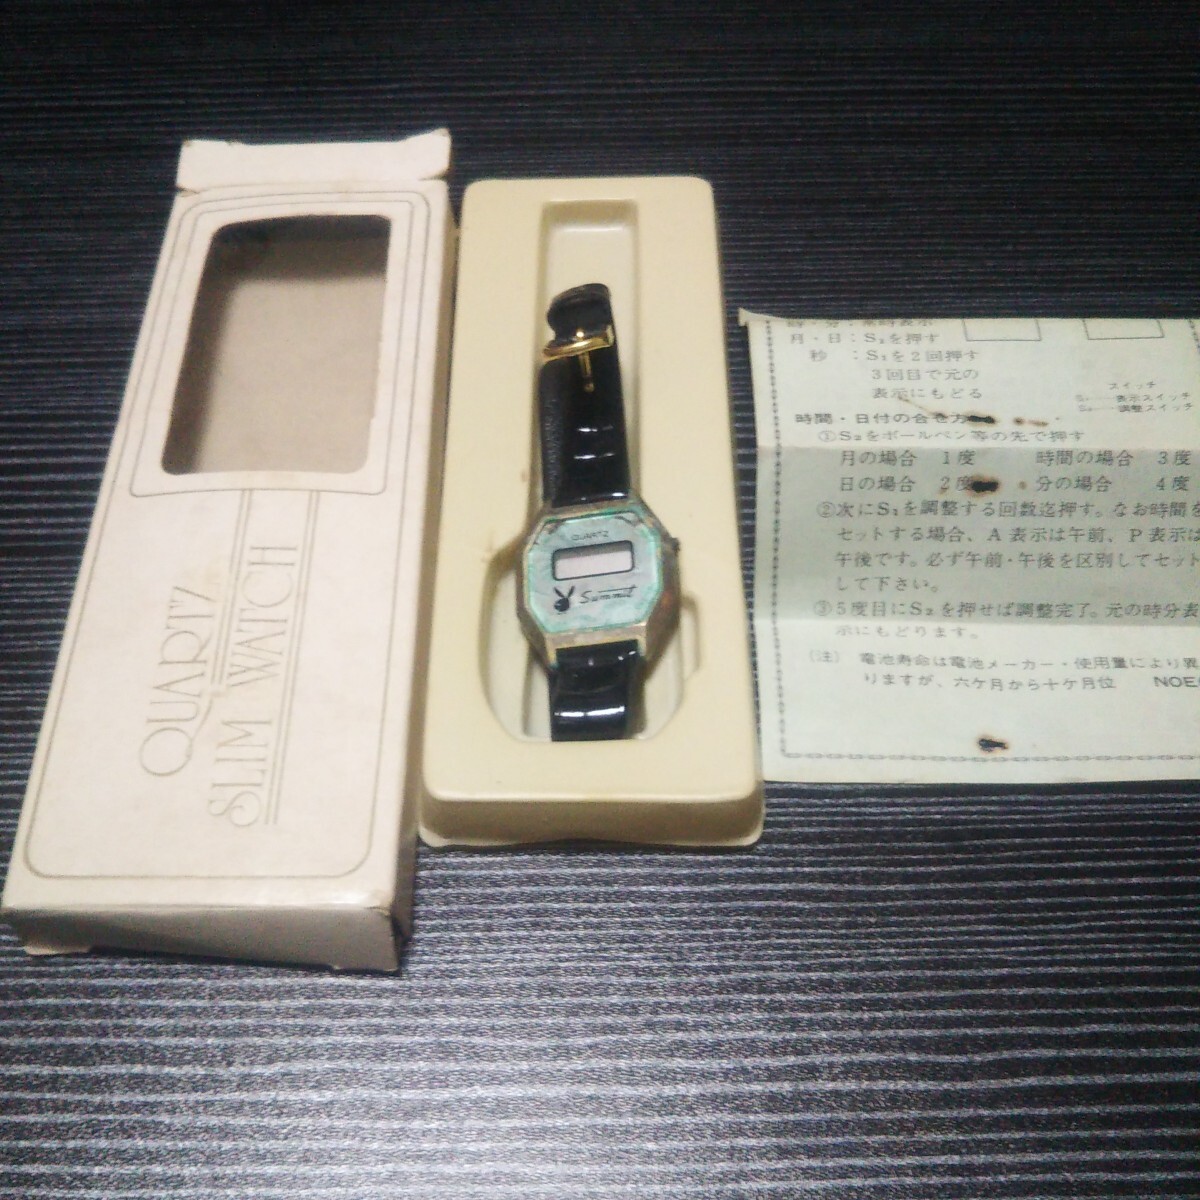 QUARTZ
SLIM WATCH
QUARTZ
Summit
時・分：常時表示
月・日：S₁を押す
秒 ：S₁を2回押す
3回目で元の
表示にもどる
スイッチ
S₁……表示スイッチ
S₂……調整スイッチ
時間・日付の合せ方
①S₂をボールペン等の先で押す
月の場合 1度 時間の場合 3度
日の場合 2度 分の場合 4度
②次にS₁を調整する回数迄押す。なお時間を
セットする場合、A表示は午前、P表示は
午後です。必ず午前・午後を区別してセット
して下さい。
③5度目にS₂を押せば調整完了。元の時分表
示にもどります。
(注) 電池寿命は電池メーカー・使用量により異
りますが、六ケ月から十ケ月位